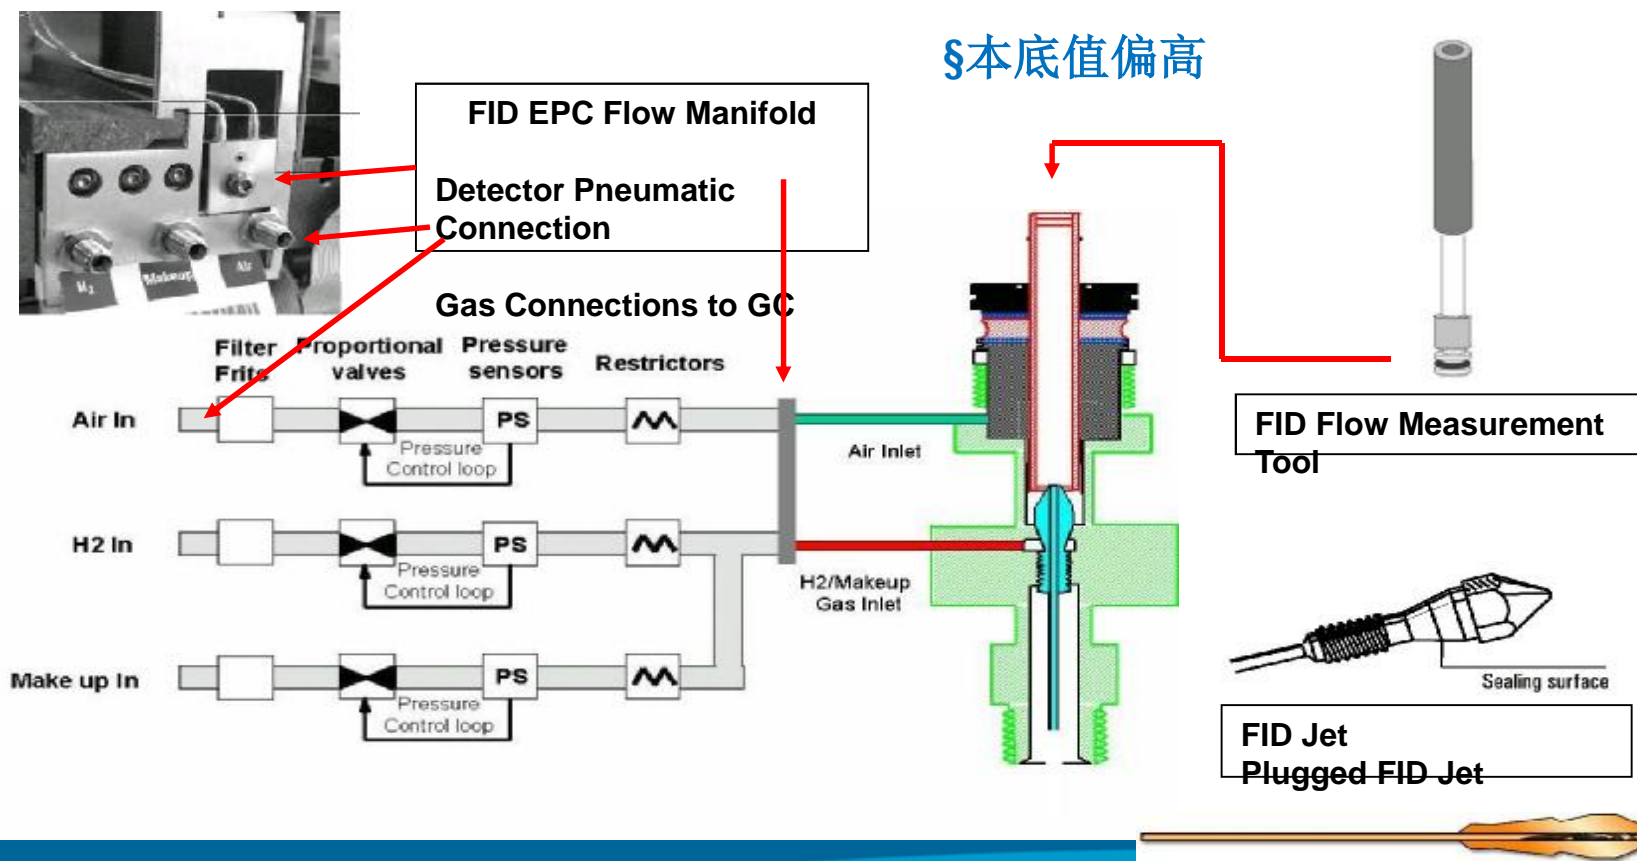 §本底值偏高
FID EPC Flow Manifold
Detector Pneumatic
Connection
Gas Connections to GC
H2
Makeup
Air
Filter
Frits
Proportional
valves
Pressure
sensors
Restrictors
Air In
PS
Pressure
Control loop
Air Inlet
H2 In
PS
Pressure
Control loop
H2/Makeup
Gas Inlet
Make up In
PS
Pressure
Control loop
FID Flow Measurement
Tool
Sealing surface
FID Jet
Plugged FID Jet